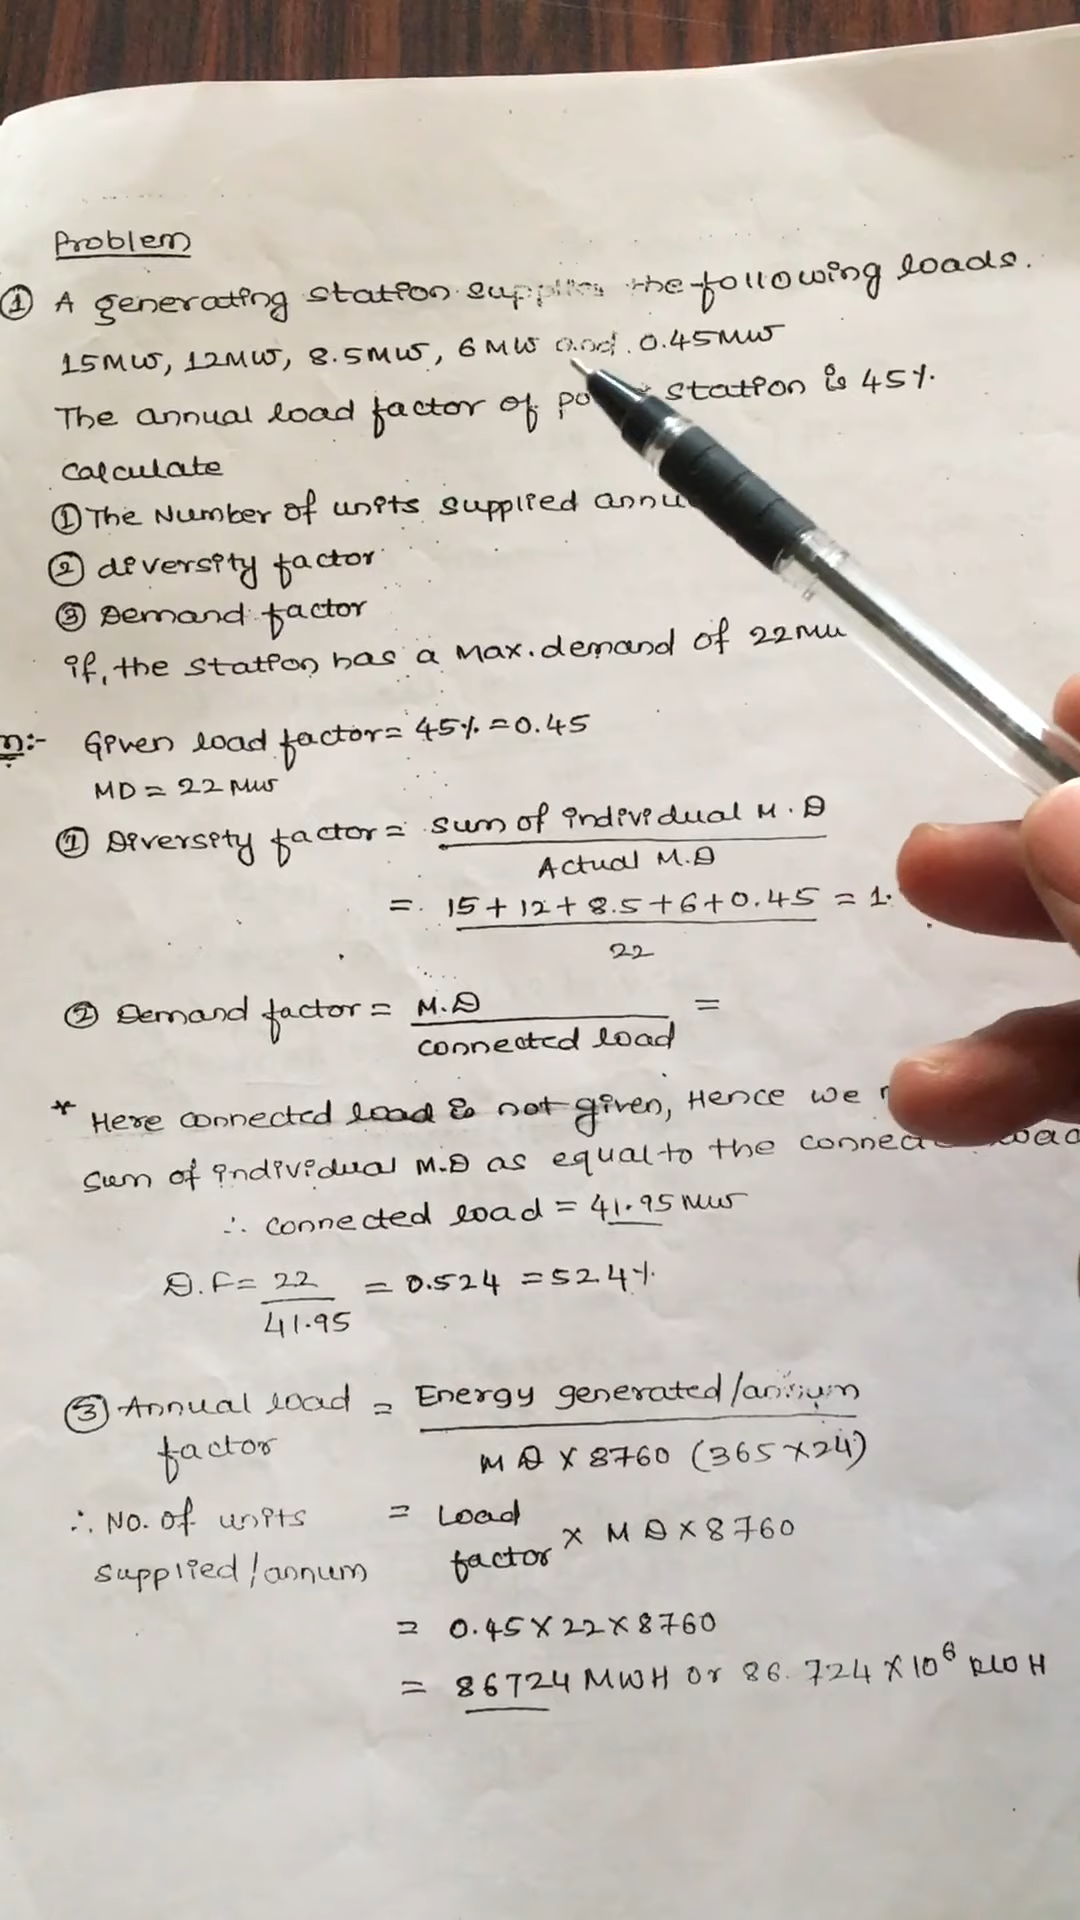 Problem
① A generating station supplies the following loads.
15MW, 12MW, 8.5MW, 6MW and 0.45MW
The annual load factor of station is 45%.
calculate
① The Number of units supplied
② diversity factor
③ Demand factor
if, the station has a Max. demand of 22
Given load factor = 45% = 0.45
MD = 22 MW
① Diversity factor = sum of individual M.D
Actual M.D
= 15 + 12 + 8.5 + 6 + 0.45 = 1.
22
② Demand factor = M.D =
connected load
* Here connected load is not given, Hence we
sum of individual M.D as equal to the
∴ connected load = 41.95 MW
D.F = 22 = 0.524 = 52.4%
41.95
③ Annual load factor = Energy generated/annum
MD × 8760 (365×24)
∴ No. of units supplied/annum = Load factor × MD × 8760
= 0.45 × 22 × 8760
= 86724 MWH or 86.724 × 10⁶ KWH